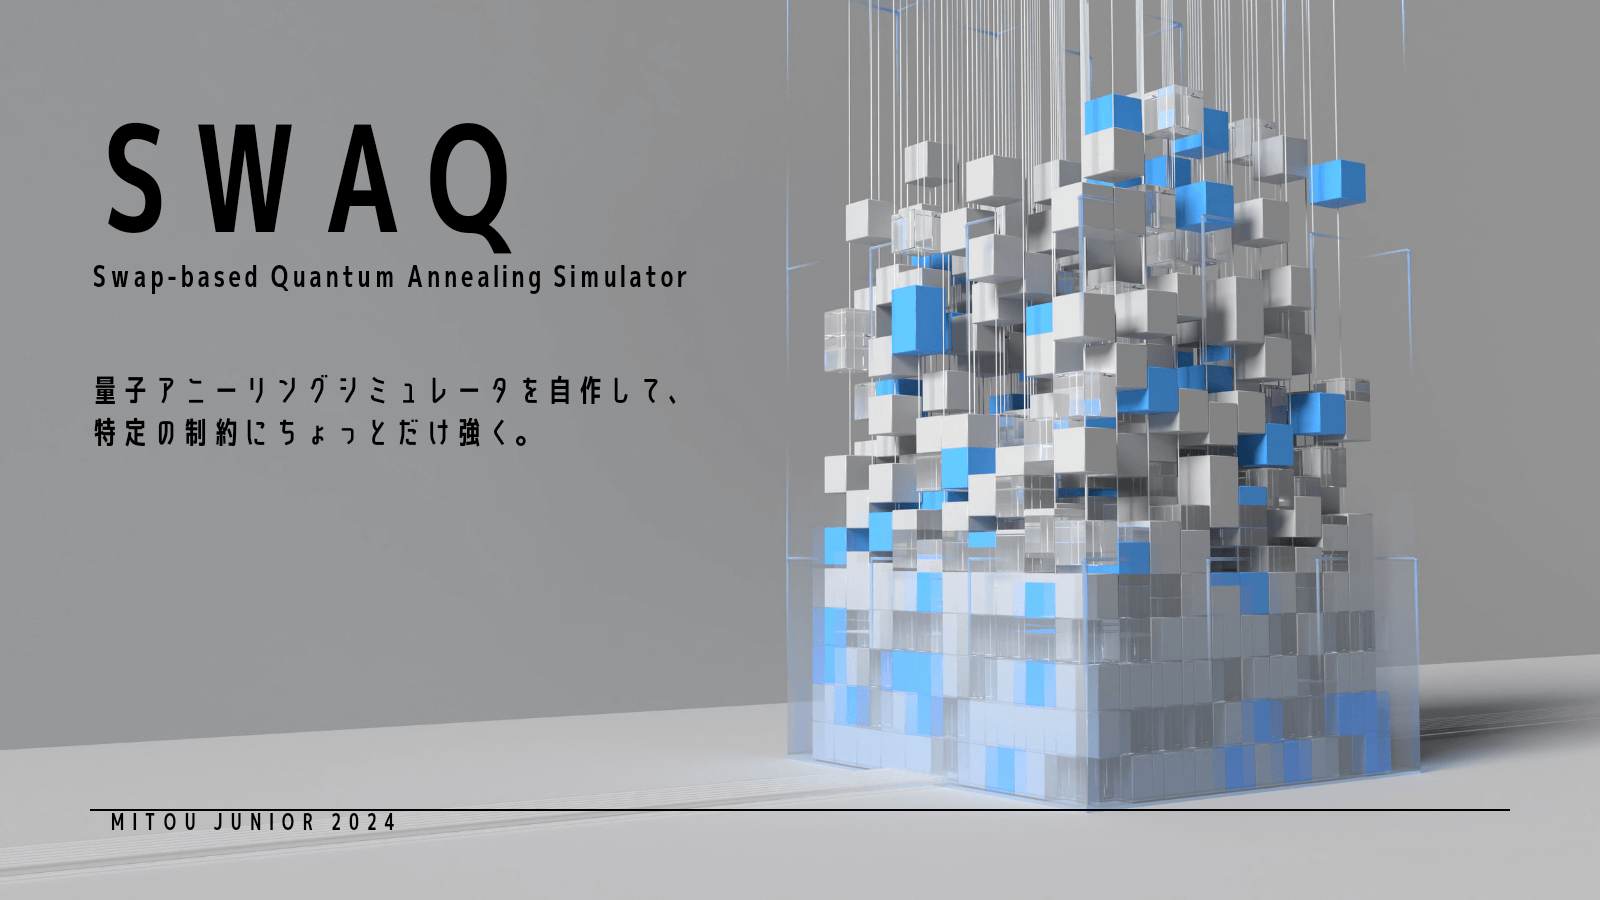 SWAQ
Swap-based Quantum Annealing Simulator
量子アニーリングシミュレータを自作して、
特定の制約にちょっとだけ強く。
MITOU JUNIOR 2024